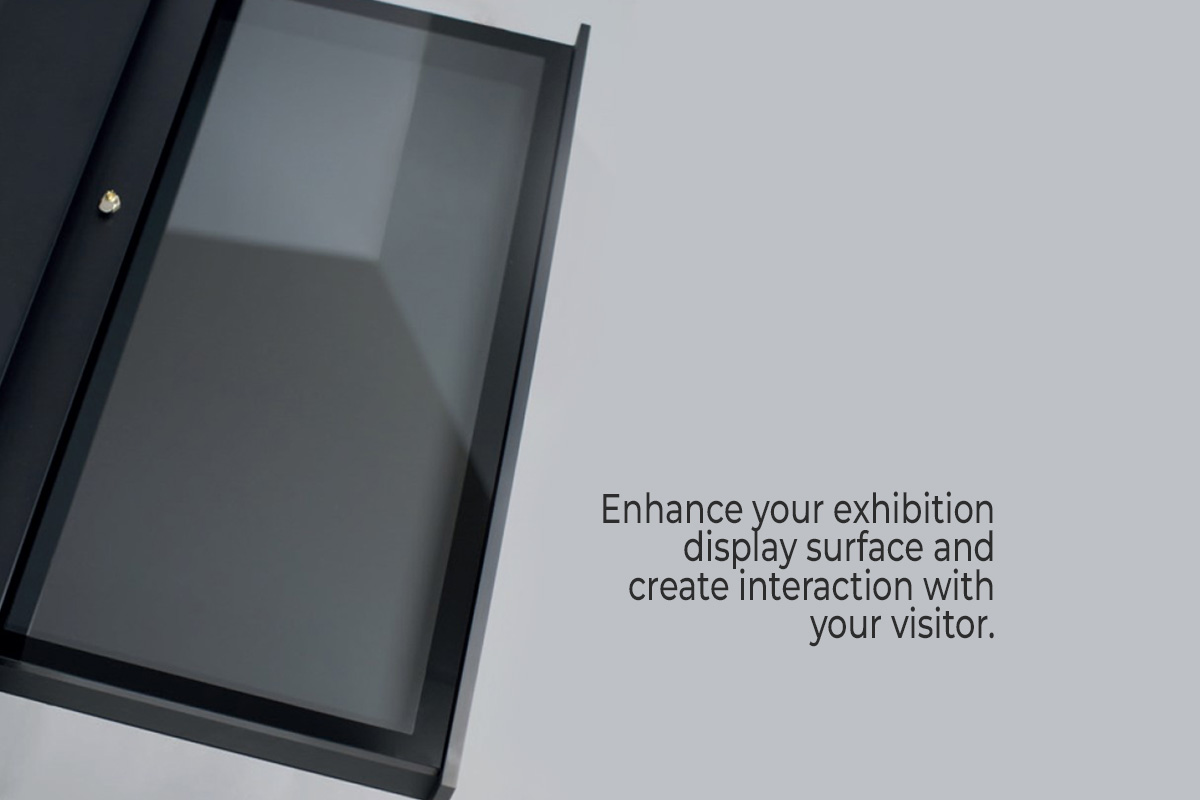 Enhance your exhibition
display surface and
create interaction with
your visitor.